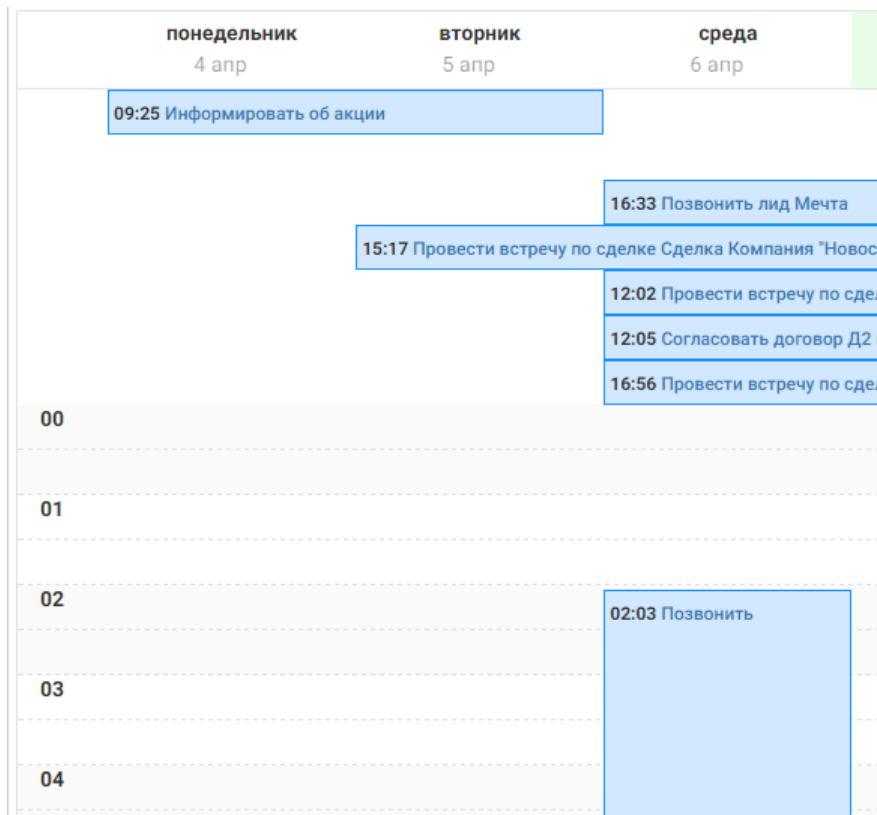 понедельник вторник среда
4 апр 5 апр 6 апр
09:25 Информировать об акции
16:33 Позвонить лид Мечта
15:17 Провести встречу по сделке Сделка Компания "Новос
12:02 Провести встречу по сдел
12:05 Согласовать договор Д2
16:56 Провести встречу по сдел
00
01
02
02:03 Позвонить
03
04